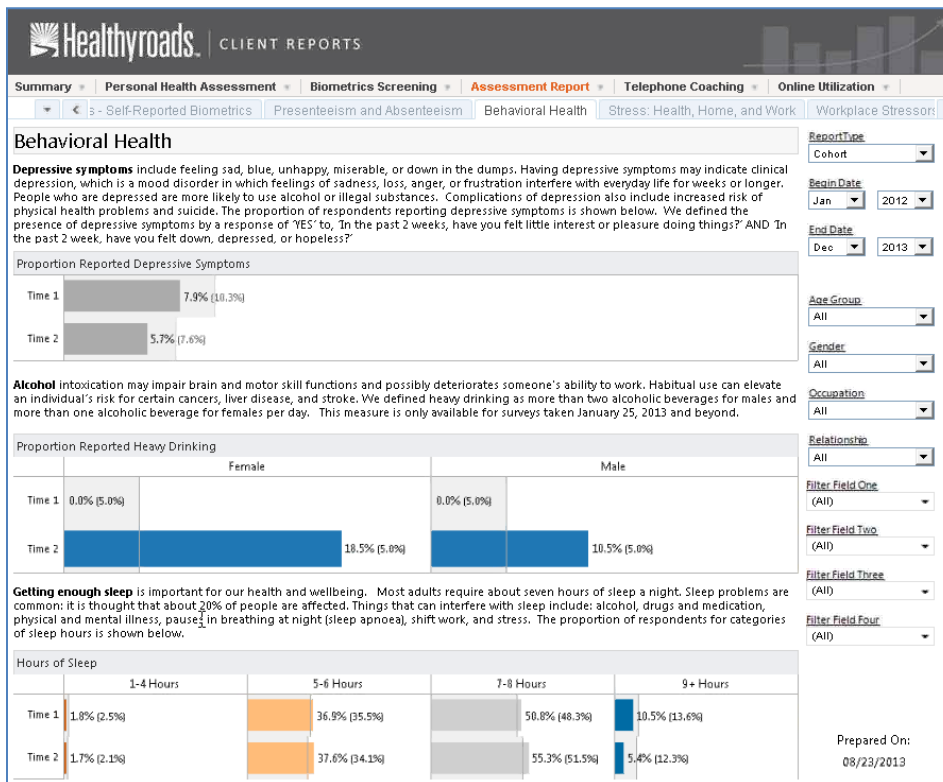 Healthyroads. | CLIENT REPORTS
Summary Personal Health Assessment Biometrics Screening Assessment Report Telephone Coaching Online Utilization
s - Self-Reported Biometrics Presenteeism and Absenteeism Behavioral Health Stress: Health, Home, and Work Workplace Stressors
Behavioral Health
Depressive symptoms include feeling sad, blue, unhappy, miserable, or down in the dumps. Having depressive symptoms may indicate clinical
depression, which is a mood disorder in which feelings of sadness, loss, anger, or frustration interfere with everyday life for weeks or longer.
People who are depressed are more likely to use alcohol or illegal substances. Complications of depression also include increased risk of
physical health problems and suicide. The proportion of respondents reporting depressive symptoms is shown below. We defined the
presence of depressive symptoms by a response of 'YES' to, 'In the past 2 weeks, have you felt little interest or pleasure doing things?' AND 'In
the past 2 week, have you felt down, depressed, or hopeless?'
Proportion Reported Depressive Symptoms
Time 1 7.9% (10.3%)
Time 2 5.7% (7.6%)
Alcohol intoxication may impair brain and motor skill functions and possibly deteriorates someone's ability to work. Habitual use can elevate
an individual's risk for certain cancers, liver disease, and stroke. We defined heavy drinking as more than two alcoholic beverages for males and
more than one alcoholic beverage for females per day. This measure is only available for surveys taken January 25, 2013 and beyond.
Proportion Reported Heavy Drinking
Female Male
Time 1 0.0% (5.0%) 0.0% (5.0%)
Time 2 18.5% (5.0%) 10.5% (5.0%)
Getting enough sleep is important for our health and wellbeing. Most adults require about seven hours of sleep a night. Sleep problems are
common: it is thought that about 20% of people are affected. Things that can interfere with sleep include: alcohol, drugs and medication,
physical and mental illness, pauses in breathing at night (sleep apnoea), shift work, and stress. The proportion of respondents for categories
of sleep hours is shown below.
Hours of Sleep
1-4 Hours 5-6 Hours 7-8 Hours 9+ Hours
Time 1 1.8% (2.5%) 36.9% (35.5%) 50.8% (48.3%) 10.5% (13.6%)
Time 2 1.7% (2.1%) 37.6% (34.1%) 55.3% (51.5%) 5.4% (12.3%)
ReportType
Cohort
Begin Date
Jan 2012
End Date
Dec 2013
Age Group
All
Gender
All
Occupation
All
Relationship
All
Filter Field One
(All)
Filter Field Two
(All)
Filter Field Three
(All)
Filter Field Four
(All)
Prepared On:
08/23/2013